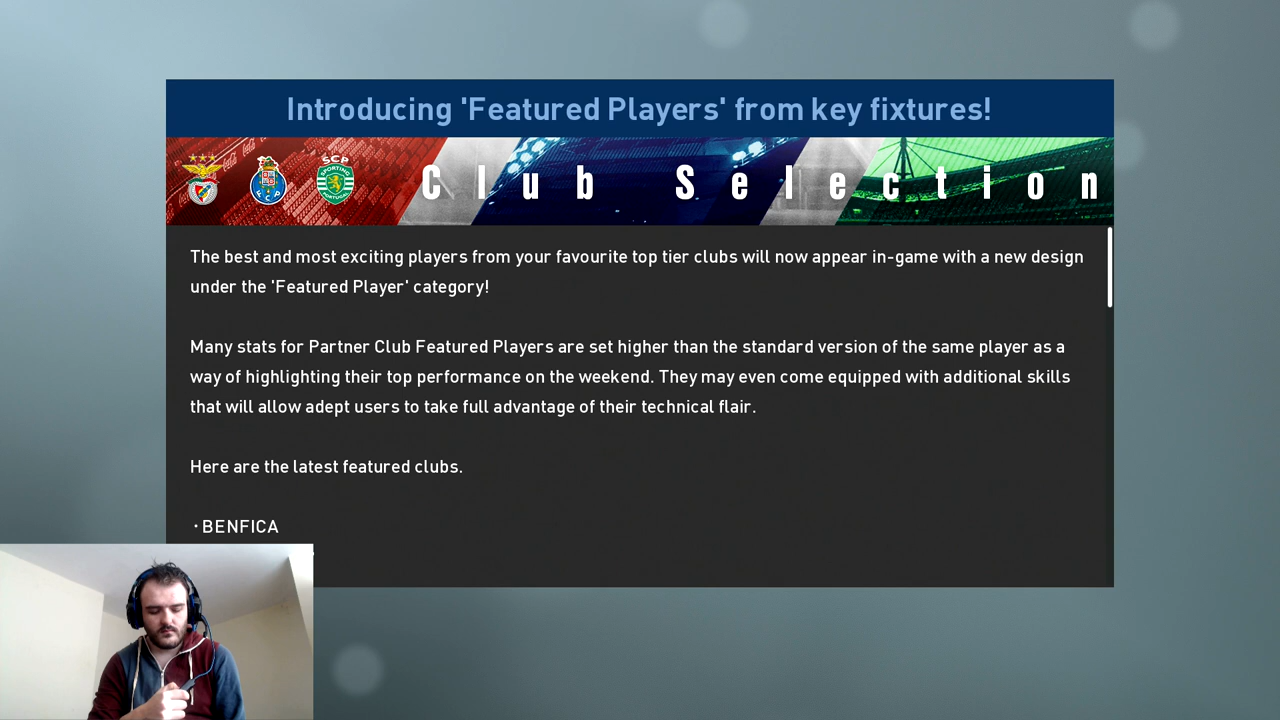 Introducing 'Featured Players' from key fixtures!
SCP
SPORTING
PORTUGAL
Club Selection
The best and most exciting players from your favourite top tier clubs will now appear in-game with a new design
under the 'Featured Player' category!
Many stats for Partner Club Featured Players are set higher than the standard version of the same player as a
way of highlighting their top performance on the weekend. They may even come equipped with additional skills
that will allow adept users to take full advantage of their technical flair.
Here are the latest featured clubs.
・BENFICA